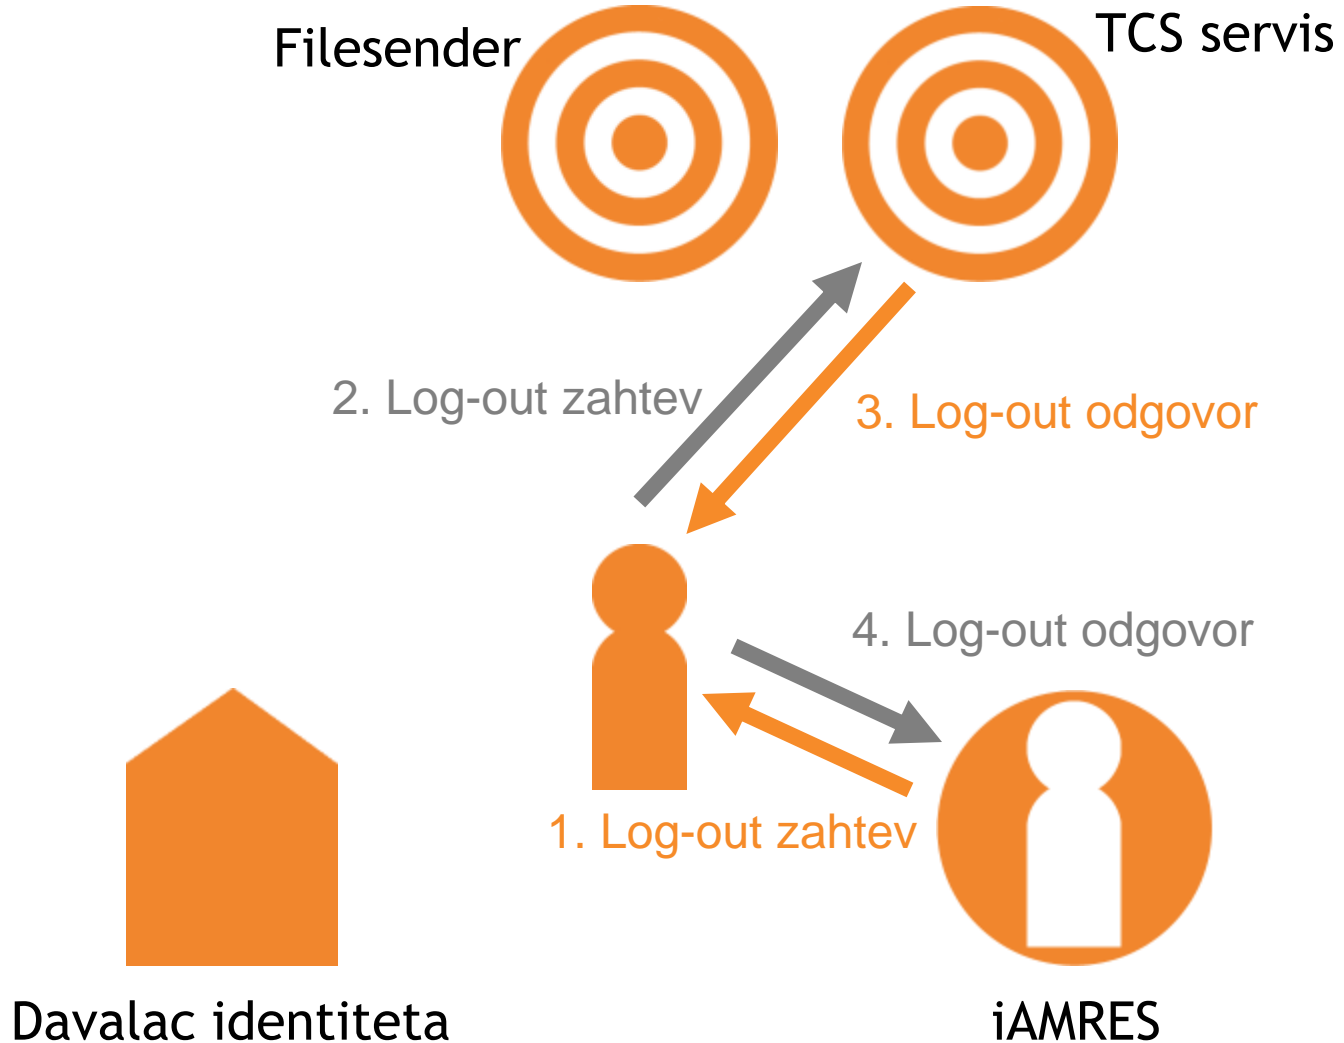 Filesender
TCS servis
2. Log-out zahtev
3. Log-out odgovor
4. Log-out odgovor
1. Log-out zahtev
Davalac identiteta
iAMRES